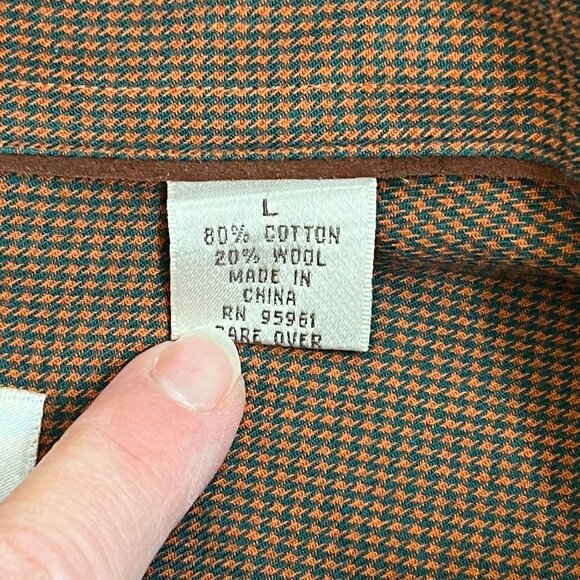 L
80% COTTON
20% WOOL
MADE IN
CHINA
RN 95961
CARE OVER